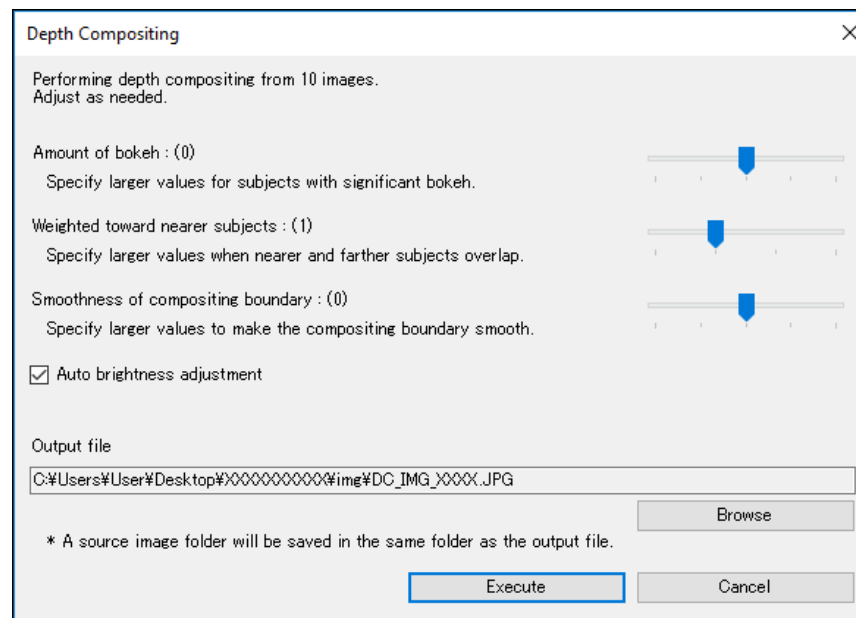 Depth Compositing
Performing depth compositing from 10 images.
Adjust as needed.
Amount of bokeh : (0)
Specify larger values for subjects with significant bokeh.
Weighted toward nearer subjects : (1)
Specify larger values when nearer and farther subjects overlap.
Smoothness of compositing boundary : (0)
Specify larger values to make the compositing boundary smooth.
Auto brightness adjustment
Output file
C:¥Users¥User¥Desktop¥XXXXXXXXXXX¥img¥DC_IMG_XXXX.JPG
Browse
* A source image folder will be saved in the same folder as the output file.
Execute
Cancel